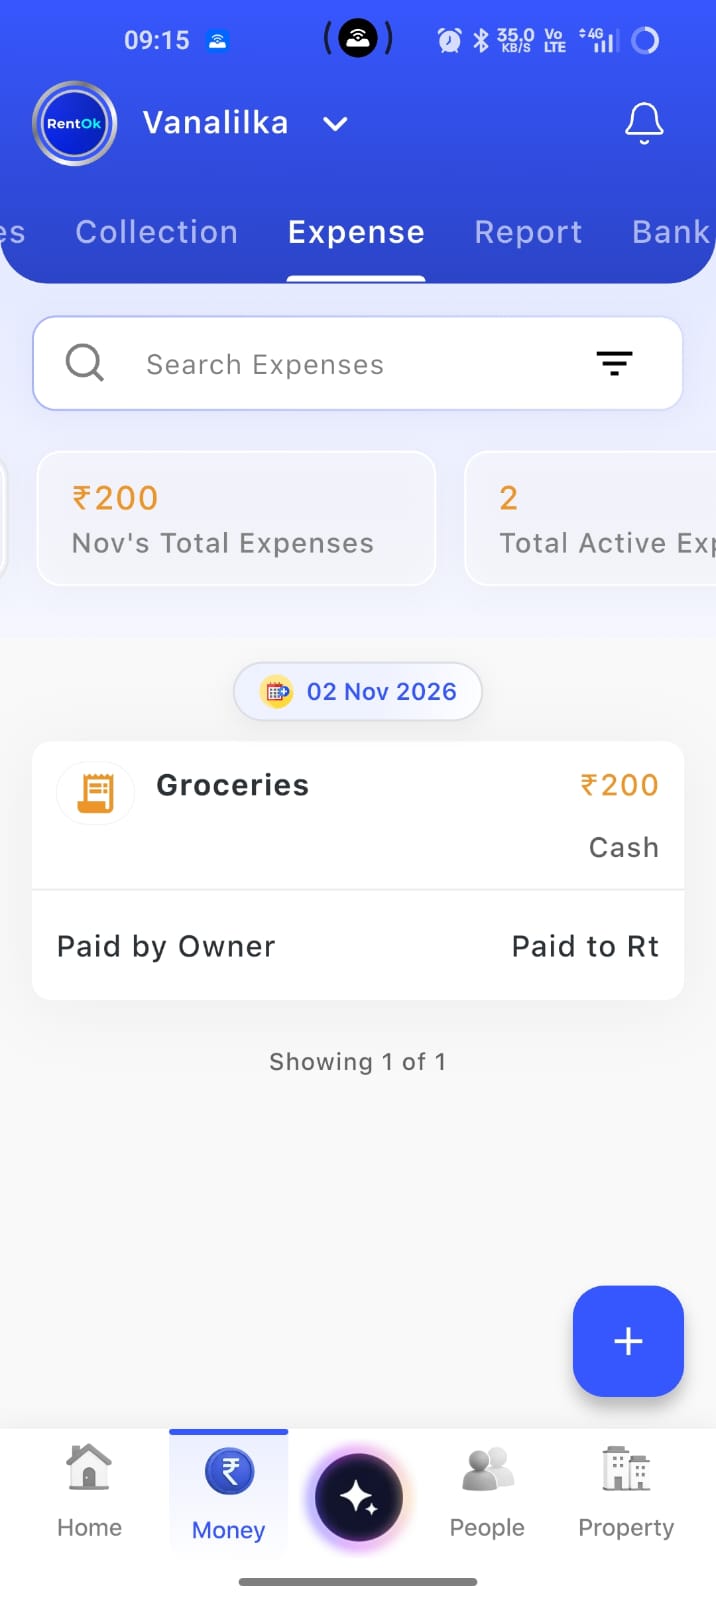 09:15 35.0 KB/S Vo LTE 4G
RentOk Vanalilka
es Collection Expense Report Bank
Search Expenses
₹200 2
Nov's Total Expenses Total Active Exp
02 Nov 2026
Groceries ₹200
Cash
Paid by Owner Paid to Rt
Showing 1 of 1
+
Home Money People Property